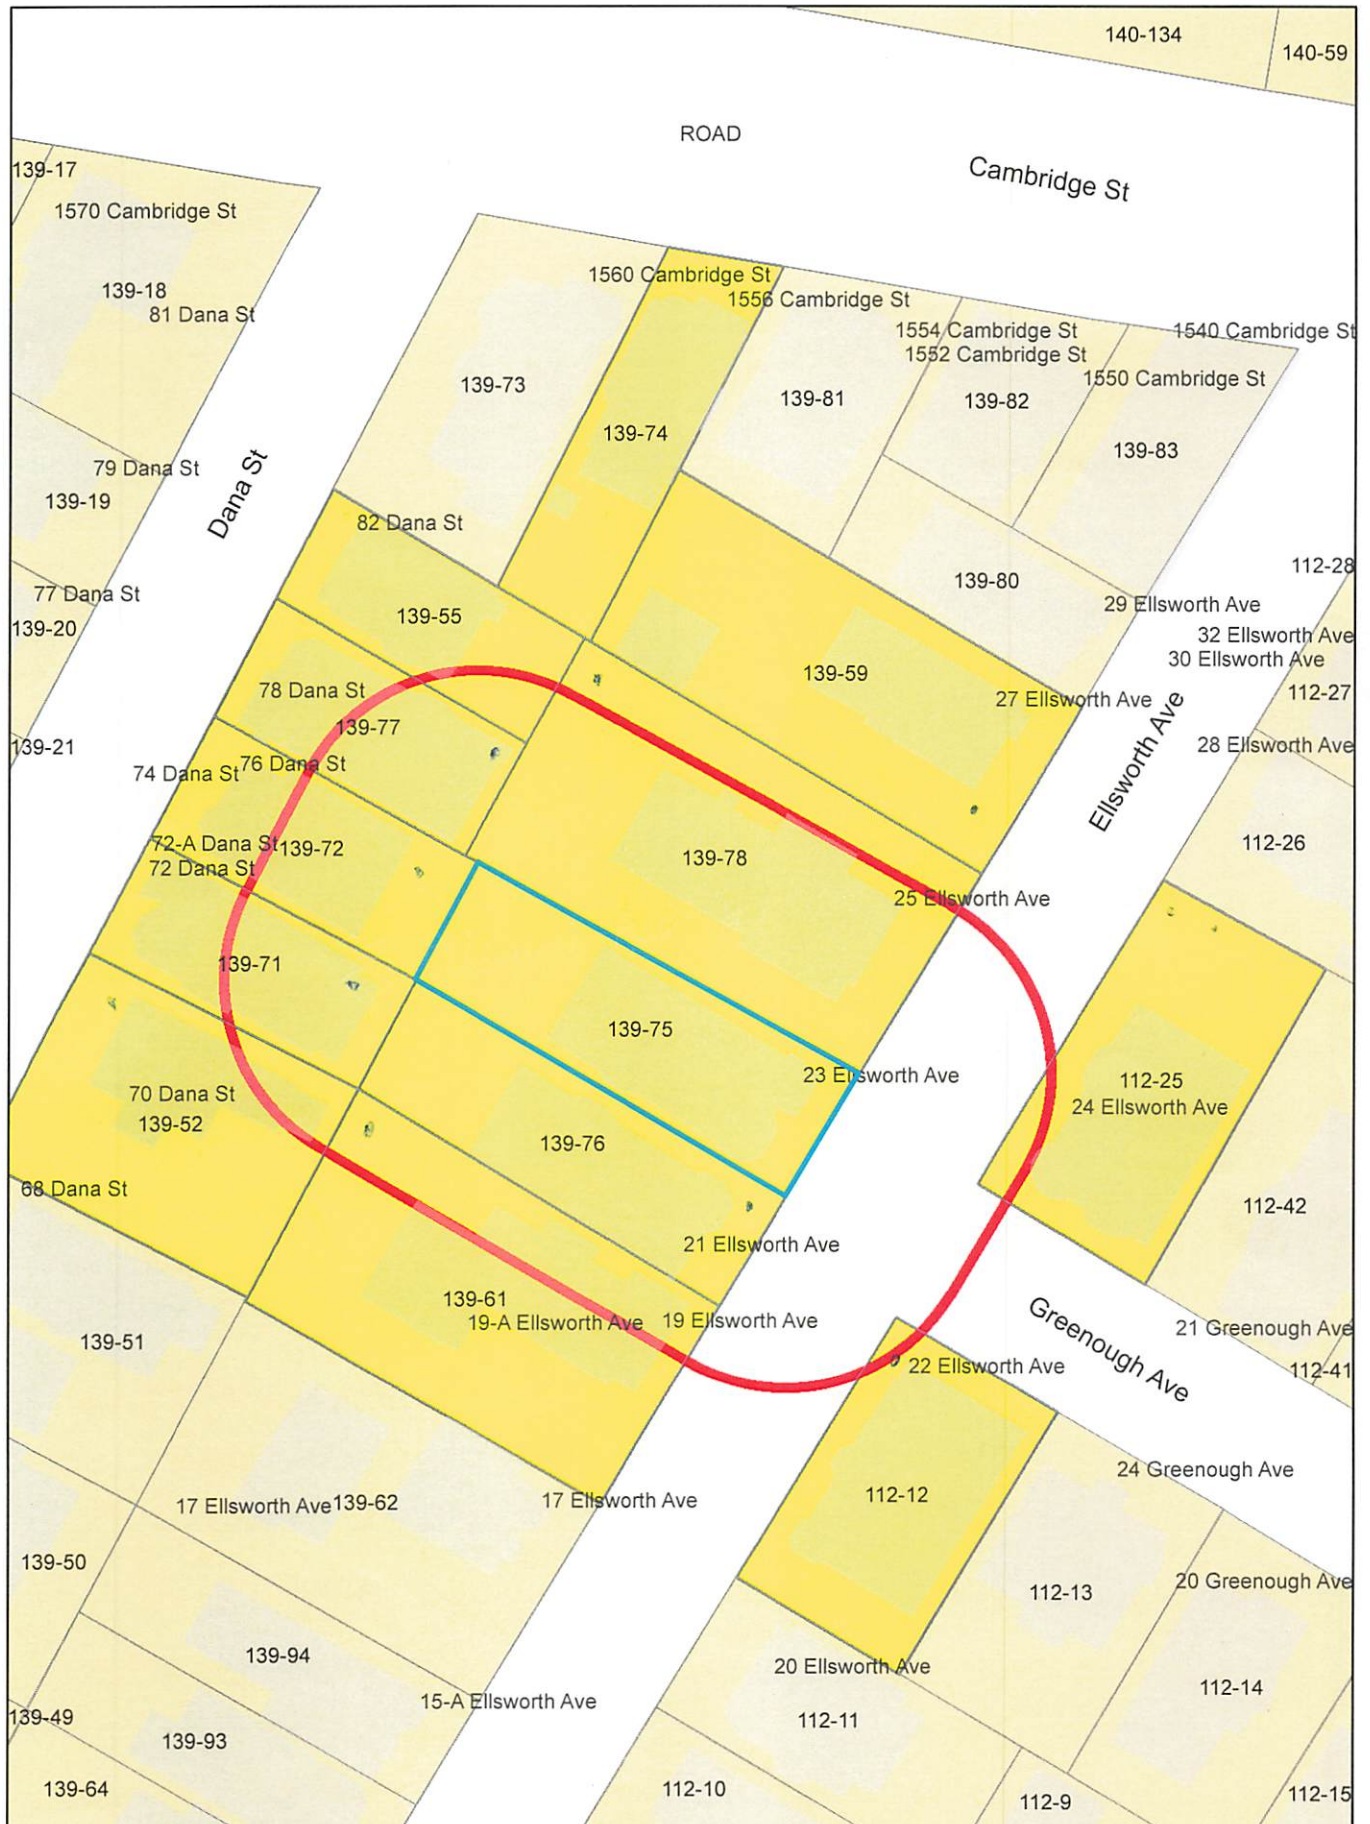 140-134
140-59
ROAD
Cambridge St
139-17
1570 Cambridge St
139-18
81 Dana St
1560 Cambridge St
1556 Cambridge St
1554 Cambridge St
1540 Cambridge St
1552 Cambridge St
1550 Cambridge St
139-73
139-81
139-82
139-74
139-83
79 Dana St
139-19
Dana St
82 Dana St
112-28
139-80
77 Dana St
29 Ellsworth Ave
139-20
139-55
32 Ellsworth Ave
30 Ellsworth Ave
139-59
78 Dana St
112-27
27 Ellsworth Ave
139-77
139-21
28 Ellsworth Ave
Ellsworth Ave
76 Dana St
74 Dana St
72-A Dana St
139-72
112-26
139-78
72 Dana St
25 Ellsworth Ave
139-71
139-75
23 Ellsworth Ave
112-25
70 Dana St
24 Ellsworth Ave
139-52
139-76
68 Dana St
112-42
21 Ellsworth Ave
139-61
19-A Ellsworth Ave
19 Ellsworth Ave
21 Greenough Ave
139-51
Greenough Ave
22 Ellsworth Ave
112-41
24 Greenough Ave
112-12
17 Ellsworth Ave
139-62
17 Ellsworth Ave
139-50
20 Greenough Ave
112-13
139-94
20 Ellsworth Ave
112-14
15-A Ellsworth Ave
139-49
112-11
139-93
139-64
112-10
112-15
112-9